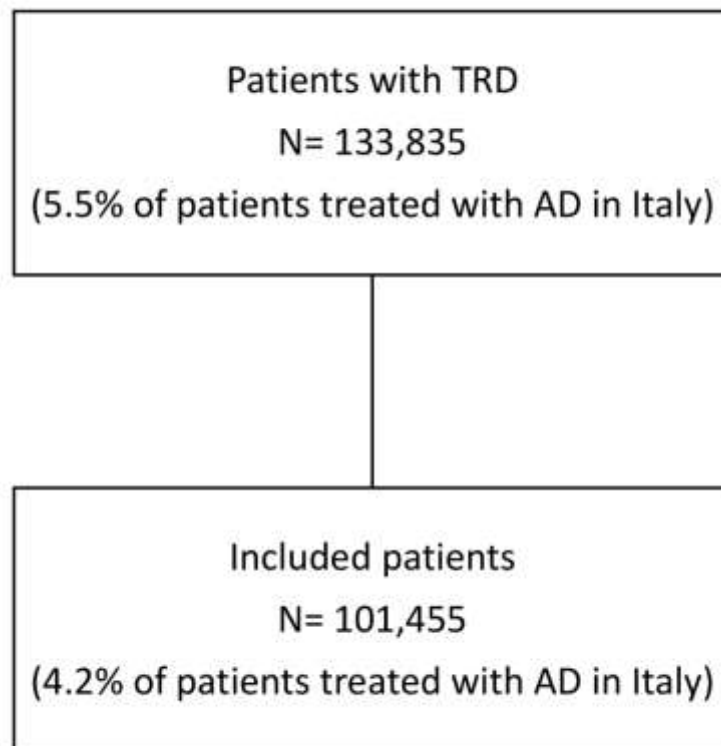 Patients with TRD
N= 133,835
(5.5% of patients treated with AD in Italy)
Included patients
N= 101,455
(4.2% of patients treated with AD in Italy)